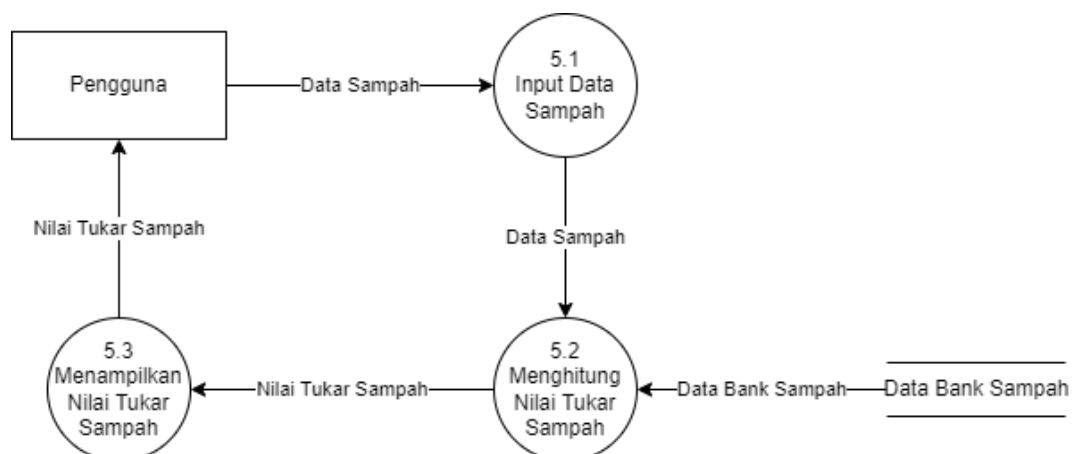 Pengguna
Data Sampah
5.1
Input Data
Sampah
Nilai Tukar Sampah
Data Sampah
5.3
Menampilkan
Nilai Tukar
Sampah
Nilai Tukar Sampah
5.2
Menghitung
Nilai Tukar
Sampah
Data Bank Sampah
Data Bank Sampah